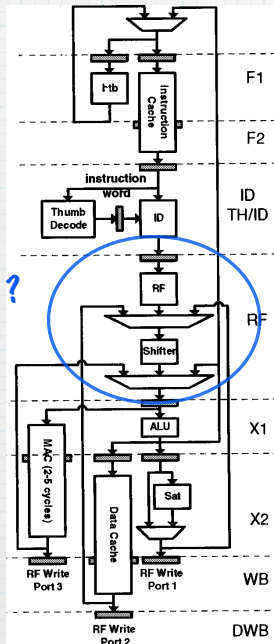 F1
Btb
Instruction
Cache
F2
instruction
word
ID
TH/ID
Thumb
Decode
ID
?
RF
RF
Shifter
X1
ALU
MAC (2-5
cycles)
Data Cache
Sat
X2
RF Write
Port 3
RF Write
Port 1
WB
RF Write
Port 2
DWB